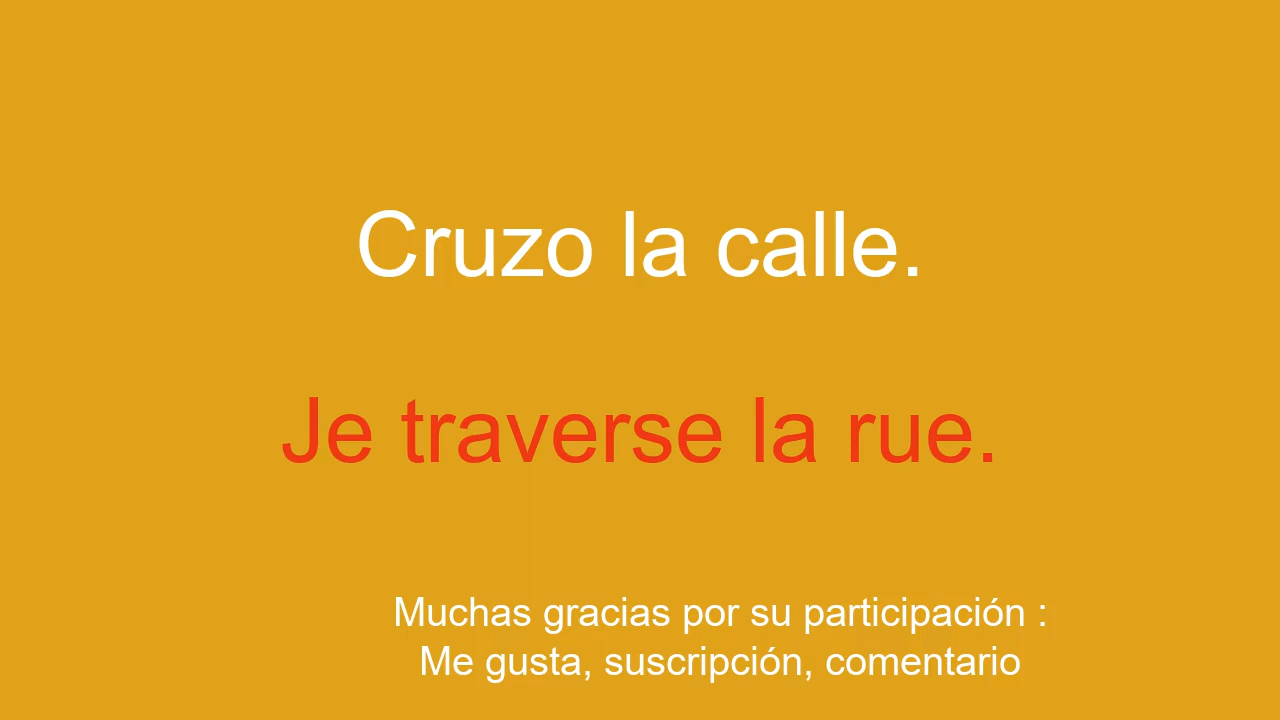 Cruzo la calle.
Je traverse la rue.
Muchas gracias por su participación :
Me gusta, suscripción, comentario